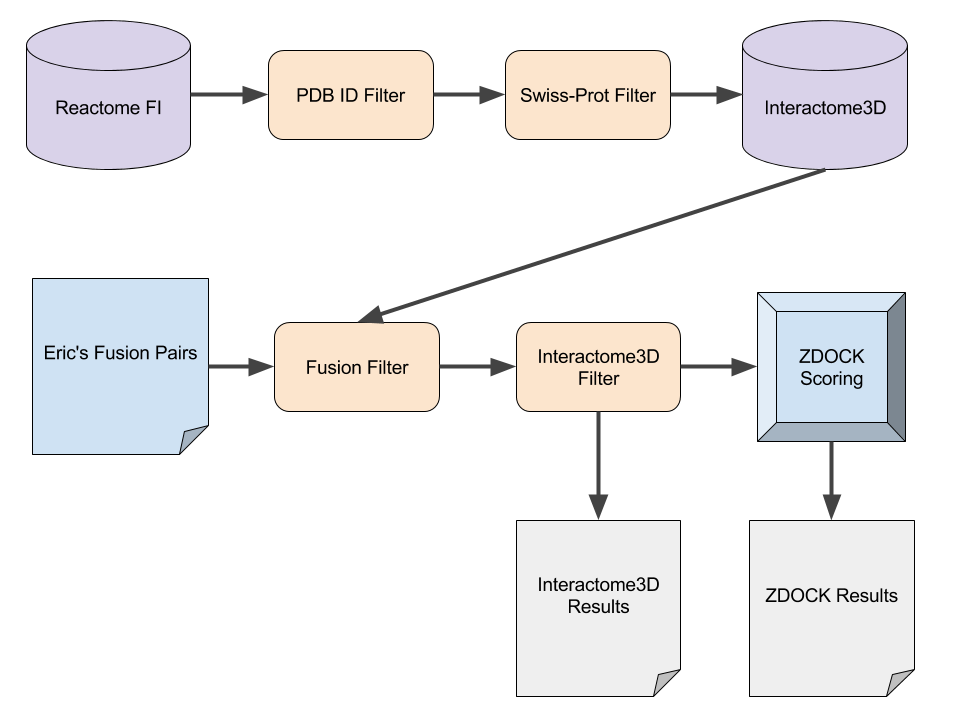 Reactome FI
PDB ID Filter
Swiss-Prot Filter
Interactome3D
Eric's Fusion Pairs
Fusion Filter
Interactome3D
Filter
ZDOCK
Scoring
Interactome3D
Results
ZDOCK Results